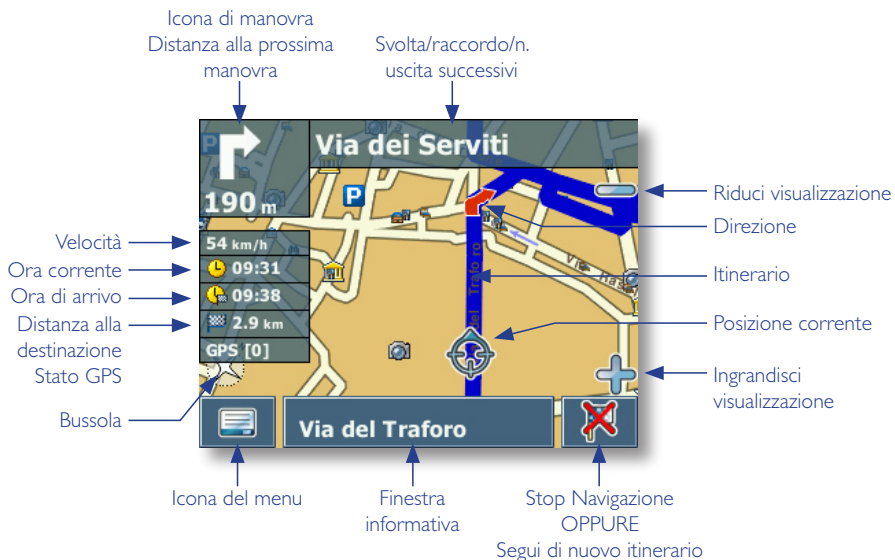 Icona di manovra
Distanza alla prossima
manovra
Svolta/raccordo/n.
uscita successivi
P
Via dei Serviti
190 m
P
Riduci visualizzazione
Direzione
Velocità
54 km/h
Ora corrente
09:31
Ora di arrivo
09:38
Distanza alla
destinazione
2.9 km
Stato GPS
GPS [0]
Itinerario
Posizione corrente
Ingrandisci
visualizzazione
Bussola
Via del Traforo
Icona del menu
Finestra
informativa
Stop Navigazione
OPPURE
Segui di nuovo itinerario